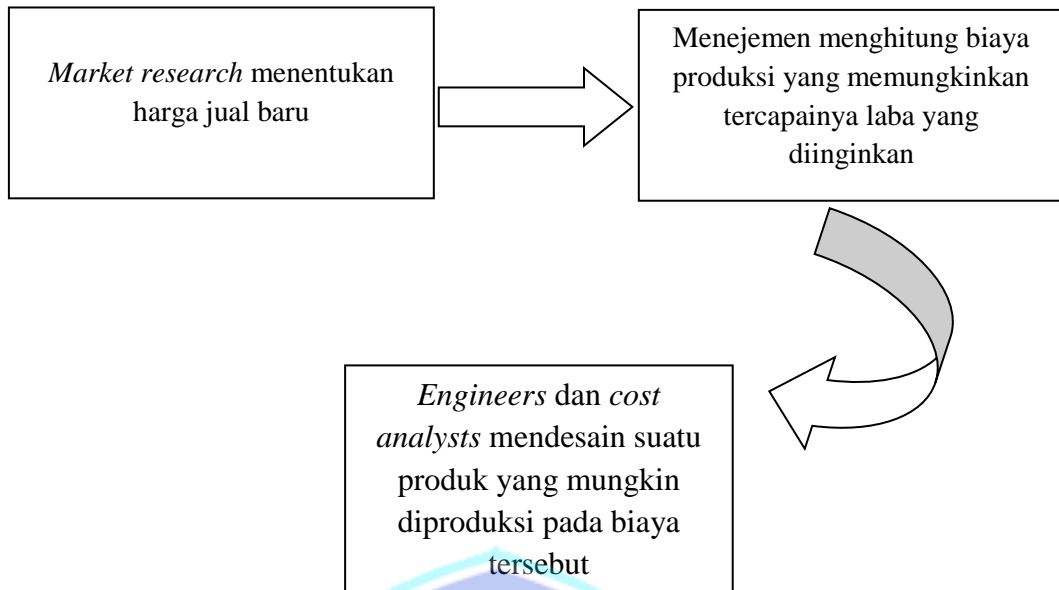 Market research menentukan
harga jual baru
Menejemen menghitung biaya
produksi yang memungkinkan
tercapainya laba yang
diinginkan
Engineers dan cost
analysts mendesain suatu
produk yang mungkin
diproduksi pada biaya
tersebut